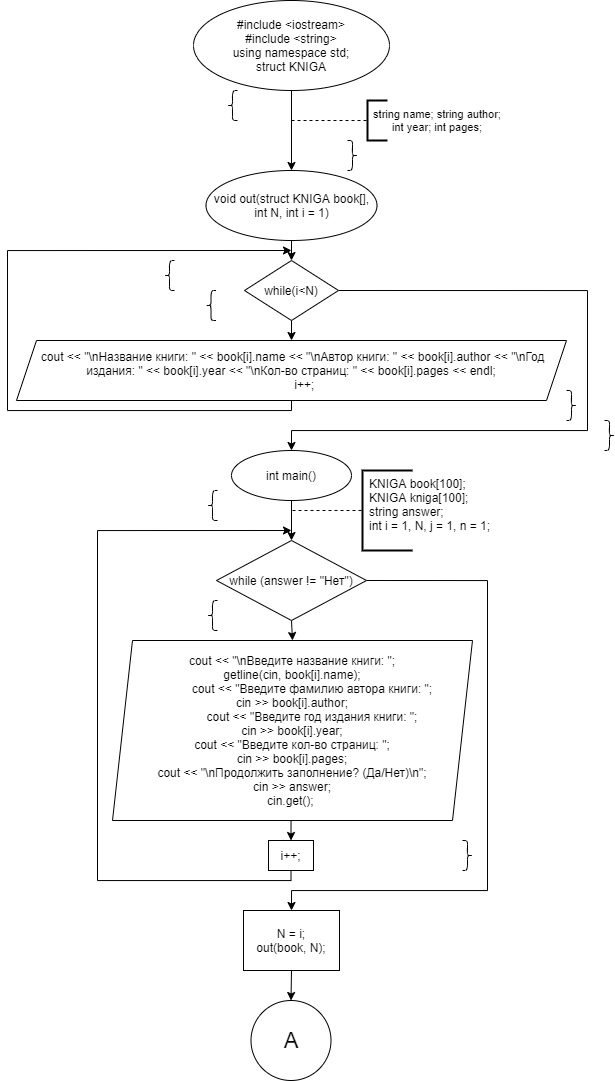 #include <iostream>
#include <string>
using namespace std;
struct KNIGA
{
string name; string author;
int year; int pages;
}
void out(struct KNIGA book[],
int N, int i = 1)
{
while(i<N)
{
cout << "\nНазвание книги: " << book[i].name << "\nАвтор книги: " << book[i].author << "\nГод
издания: " << book[i].year << "\nКол-во страниц: " << book[i].pages << endl;
i++;
}
}
int main()
{
KNIGA book[100];
KNIGA kniga[100];
string answer;
int i = 1, N, j = 1, n = 1;
while (answer != "Нет")
{
cout << "\nВведите название книги: ";
getline(cin, book[i].name);
cout << "Введите фамилию автора книги: ";
cin >> book[i].author;
cout << "Введите год издания книги: ";
cin >> book[i].year;
cout << "Введите кол-во страниц: ";
cin >> book[i].pages;
cout << "\nПродолжить заполнение? (Да/Нет)\n";
cin >> answer;
cin.get();
i++;
}
N = i;
out(book, N);
A